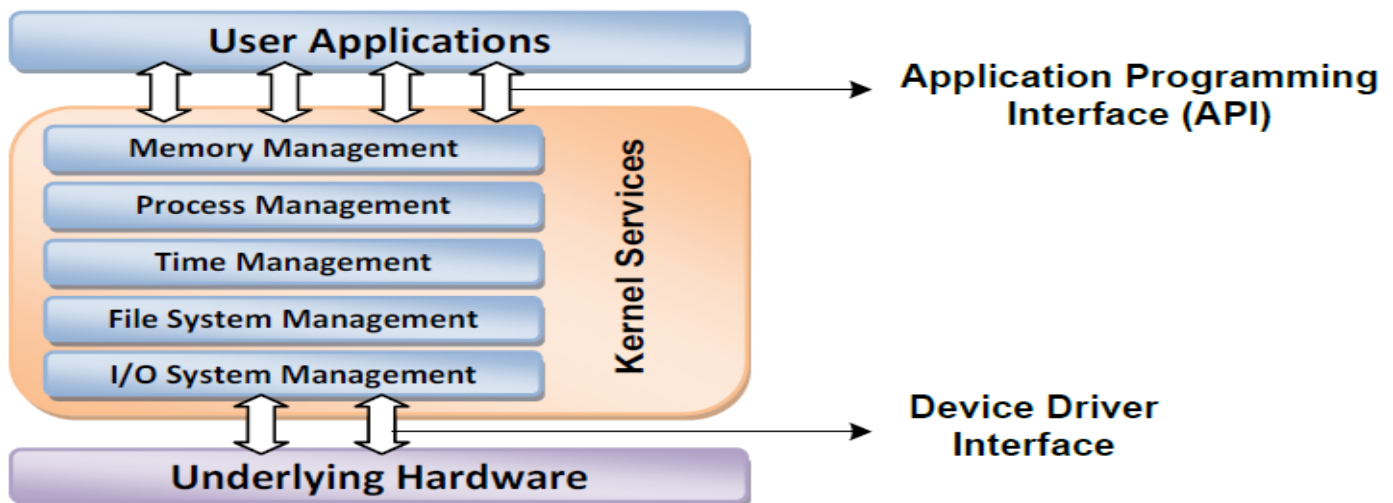 User Applications
Application Programming
Interface (API)
Memory Management
Process Management
Time Management
File System Management
I/O System Management
Kernel Services
Device Driver
Interface
Underlying Hardware